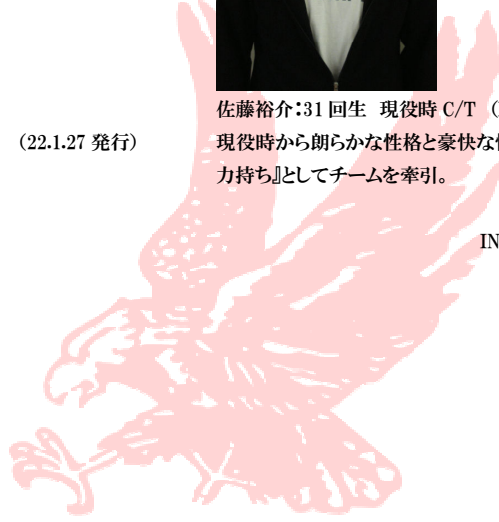 佐藤裕介：31 回生 現役時 C/T （
（22.1.27 発行）
現役時から朗らかな性格と豪快な
力持ち』としてチームを牽引。
IN